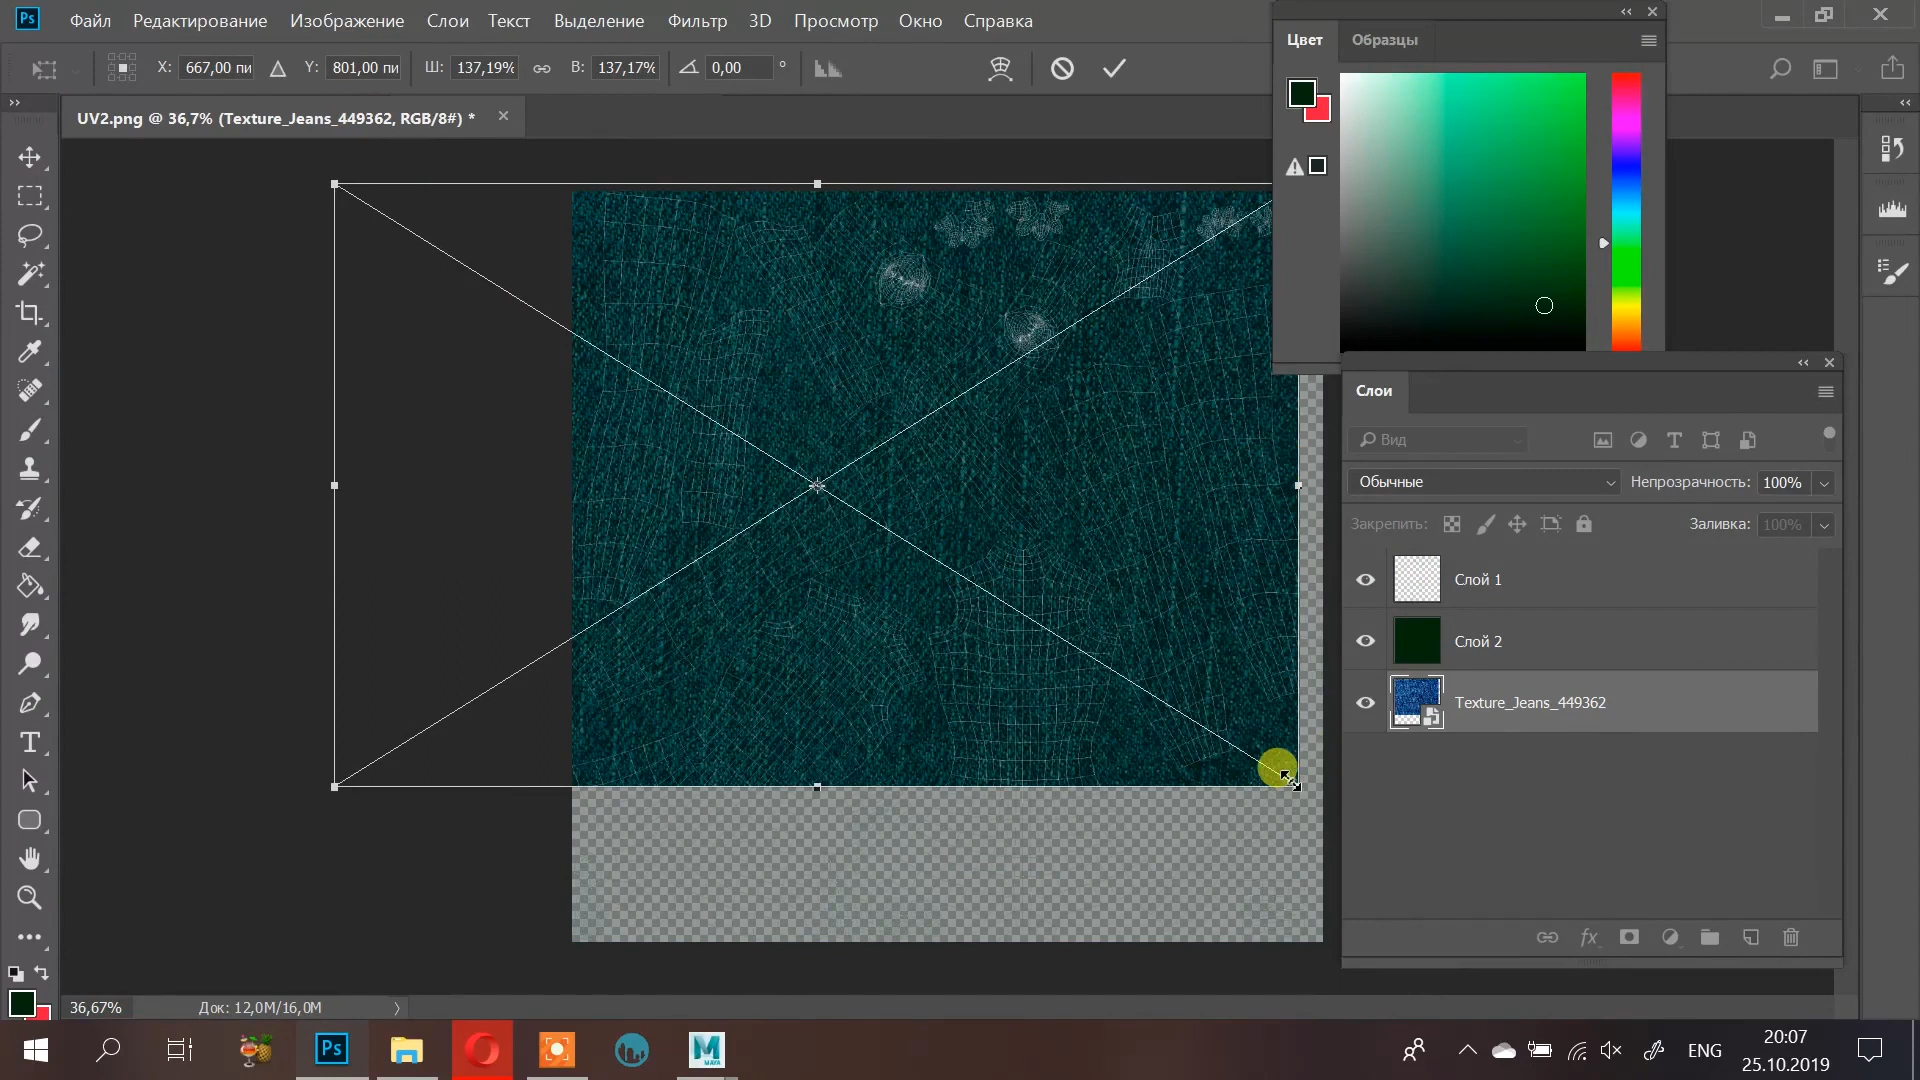 Ps Файл Редактирование Изображение Слои Текст Выделение Фильтр 3D Просмотр Окно Справка
X: 667,00 пи Y: 801,00 пи Ш: 137,19% В: 137,17% 0,00 °
UV2.png @ 36,7% (Texture_Jeans_449362, RGB/8#) *
Цвет Образцы
Слои
Вид
Обычные Непрозрачность: 100%
Закрепить: Заливка: 100%
Слой 1
Слой 2
Texture_Jeans_449362
fx
36,67% Док: 12,0M/16,0M
Ps
M
MAYA
ENG
20:07
25.10.2019